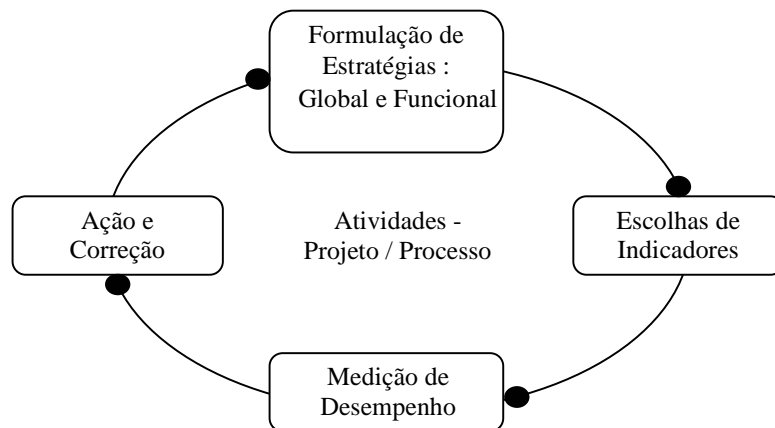 Formulação de
Estratégias :
Global e Funcional
Ação e
Correção
Atividades -
Projeto / Processo
Escolhas de
Indicadores
Medição de
Desempenho